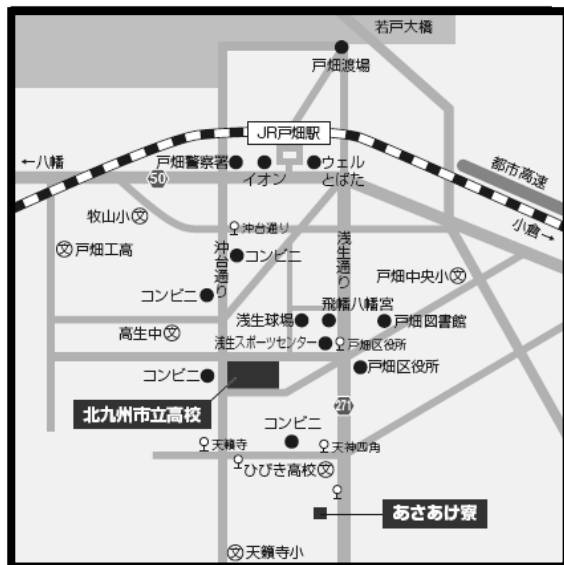 若戸大橋
戸畑渡場
JR戸畑駅
←八幡
戸畑警察署
50
イオン
ウェル
とばた
都市高速
小倉→
牧山小文
沖台通り
文戸畑工高
沖台通り
コンビニ
浅生通り
戸畑中央小文
コンビニ
飛幡八幡宮
高生中文
浅生球場
戸畑図書館
浅生スポーツセンター
戸畑区役所
コンビニ
戸畑区役所
北九州市立高校
271
コンビニ
天籟寺
天神四角
ひびき高校文
あさあけ寮
文天籟寺小